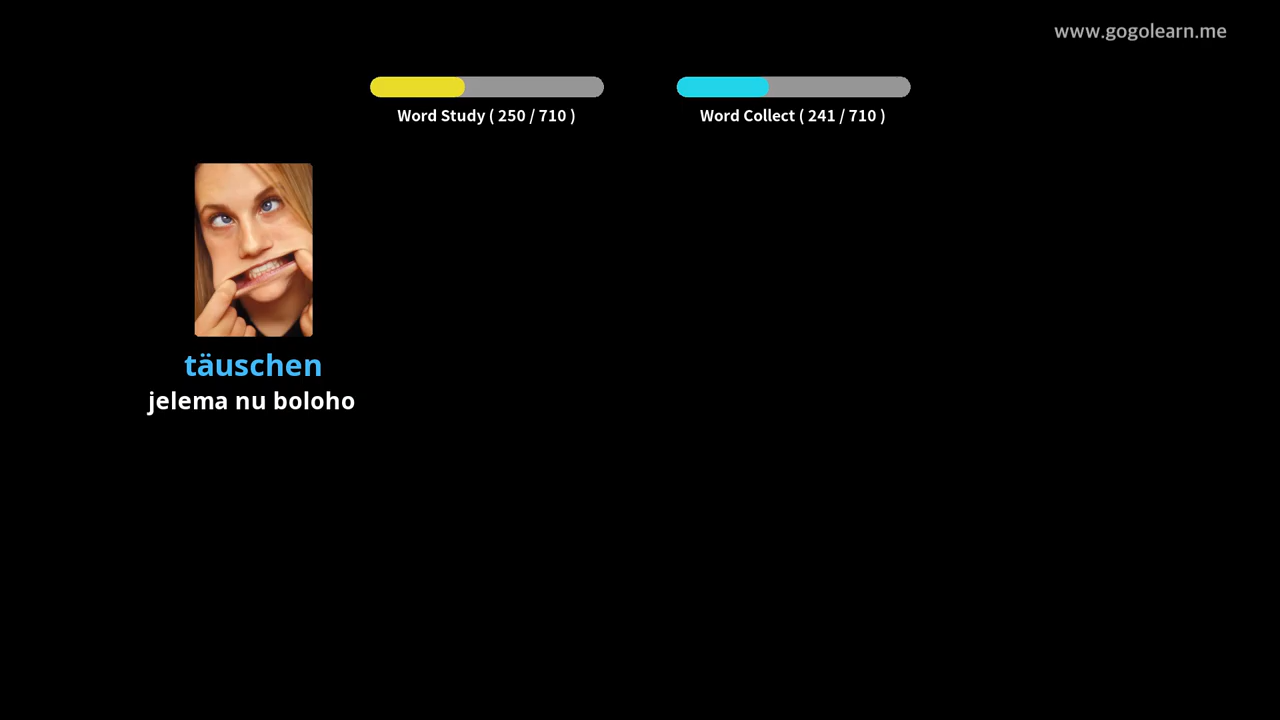 www.gogolearn.me
Word Study ( 250 / 710 )
Word Collect ( 241 / 710 )
täuschen
jelema nu boloho